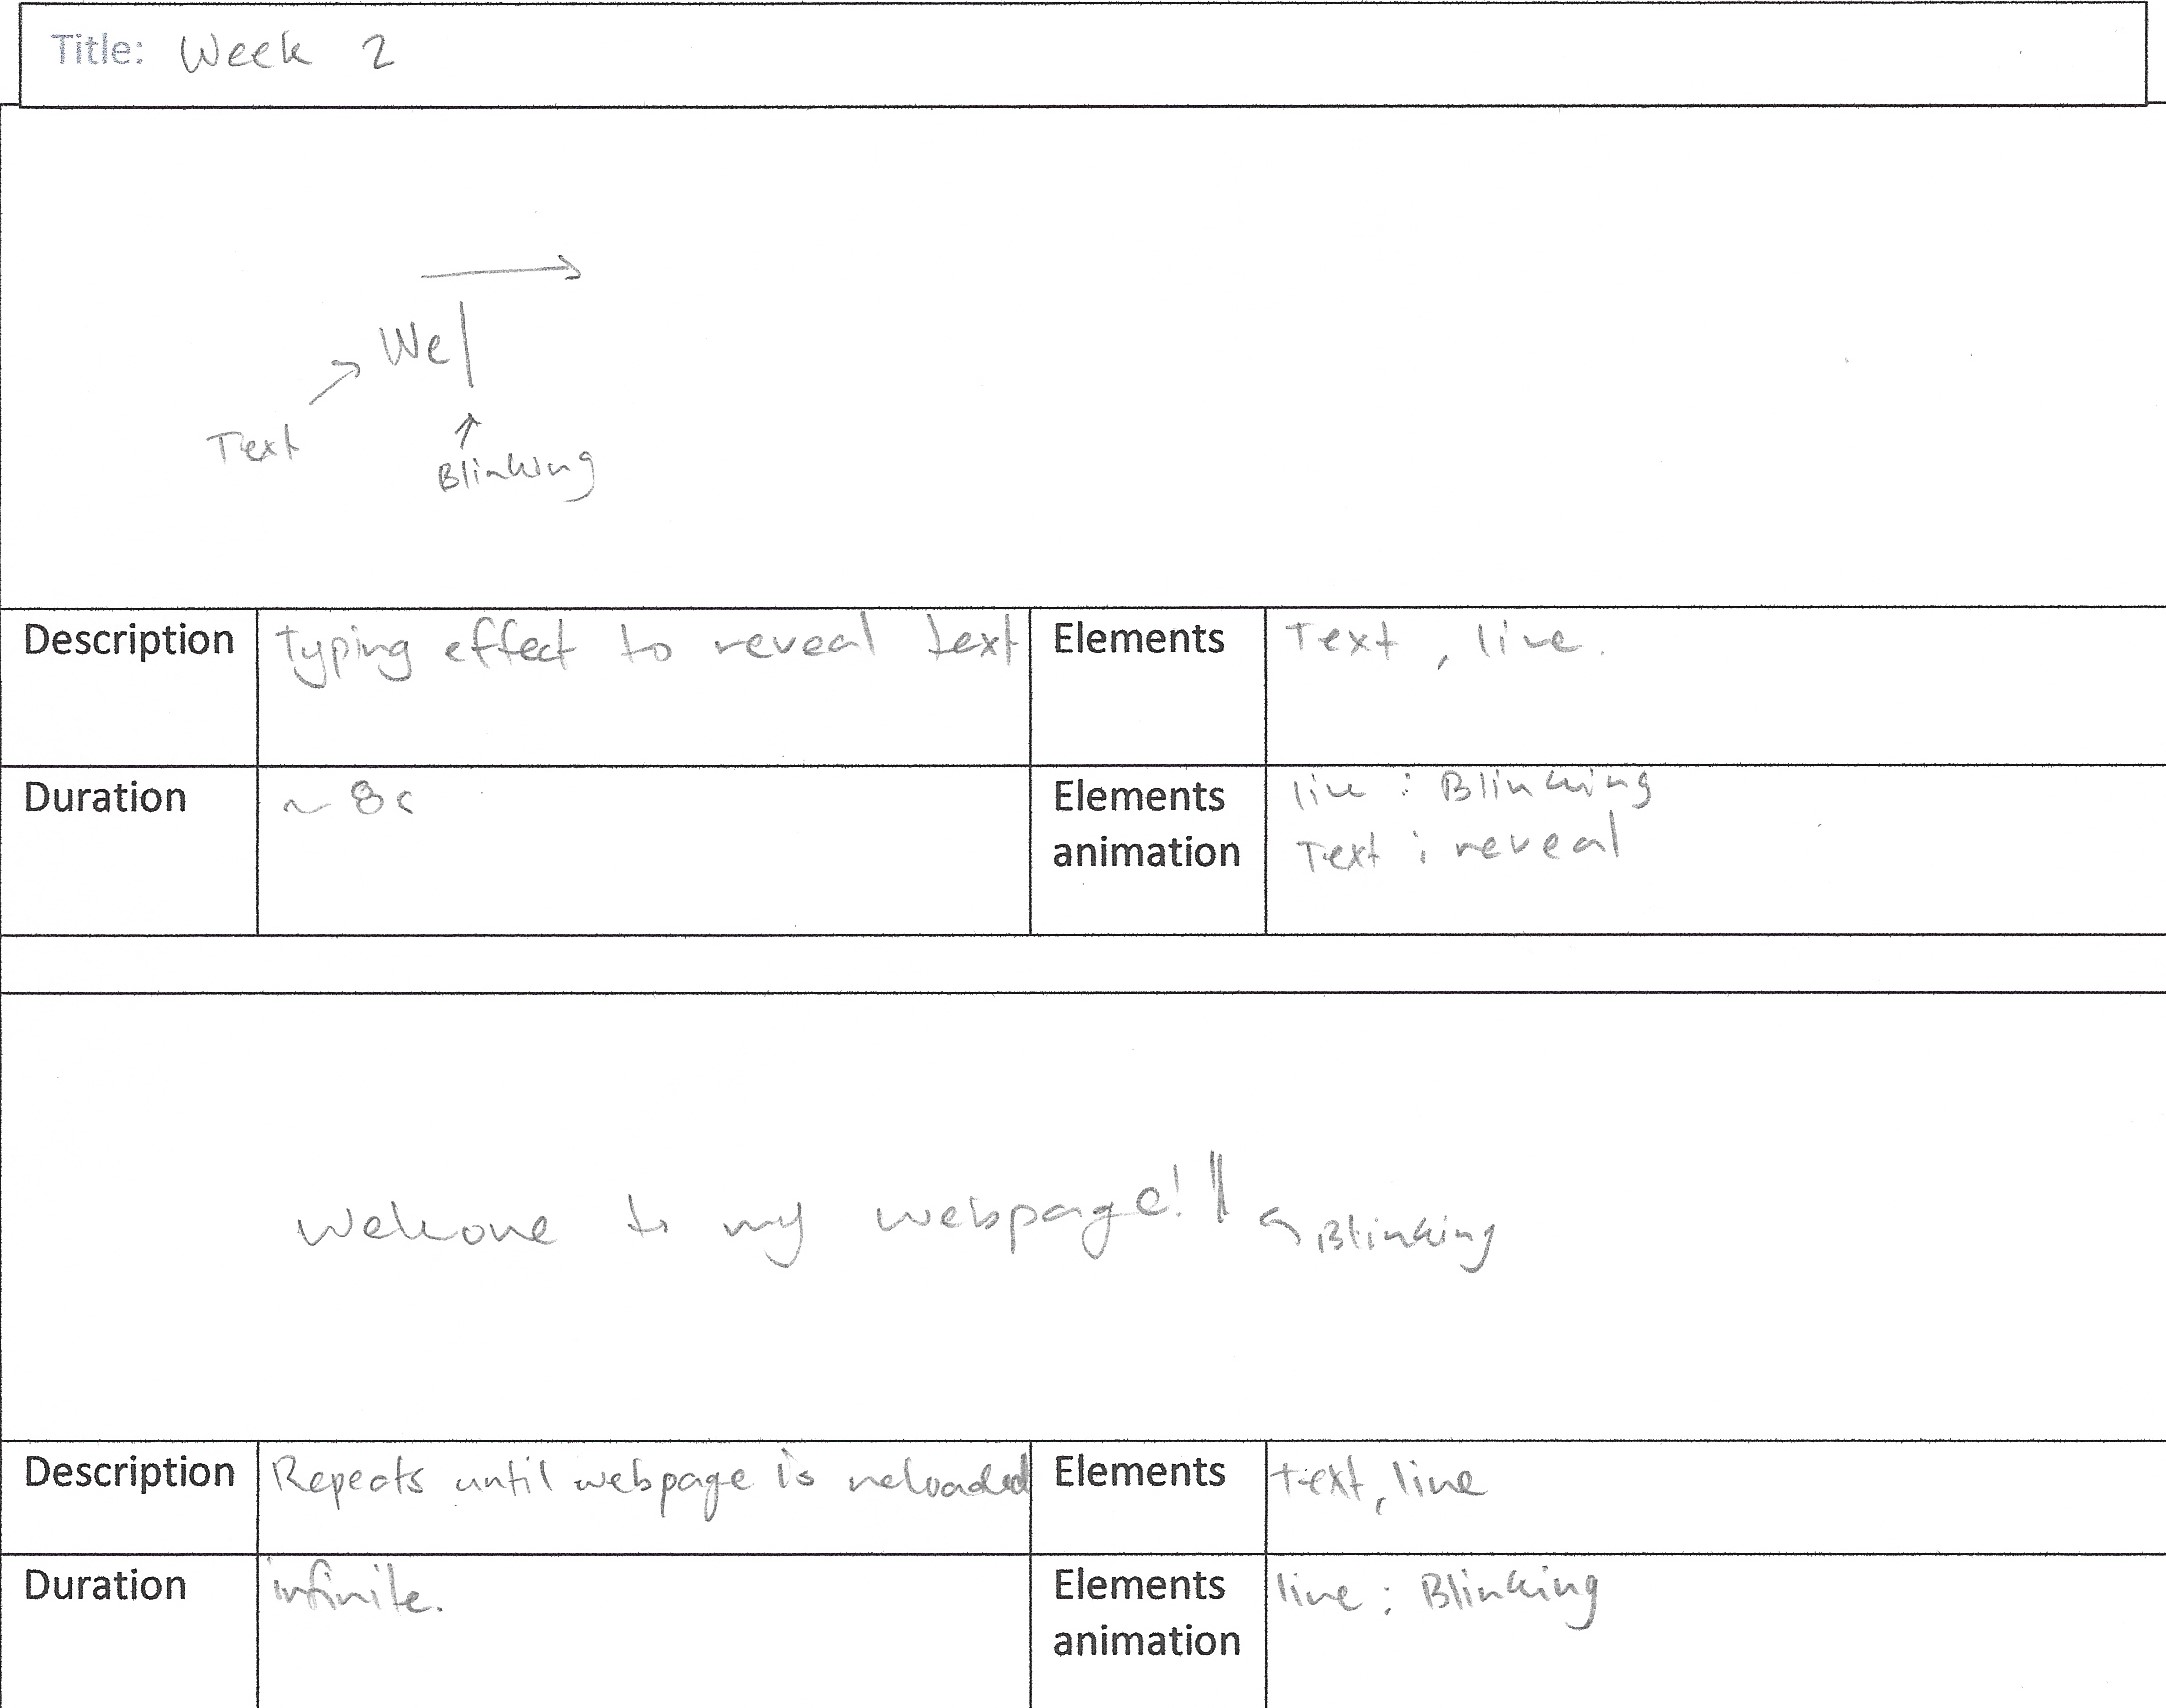 Title: Week 2
We|
Text
Blinking
Description typing effect to reveal text Elements Text, line.
Duration ~ 8s Elements animation line : Blinking
Text : reveal
Welcome to my webpage!| Blinking
Description Repeats until webpage is reloaded Elements text, line
Duration infinite. Elements animation line : Blinking